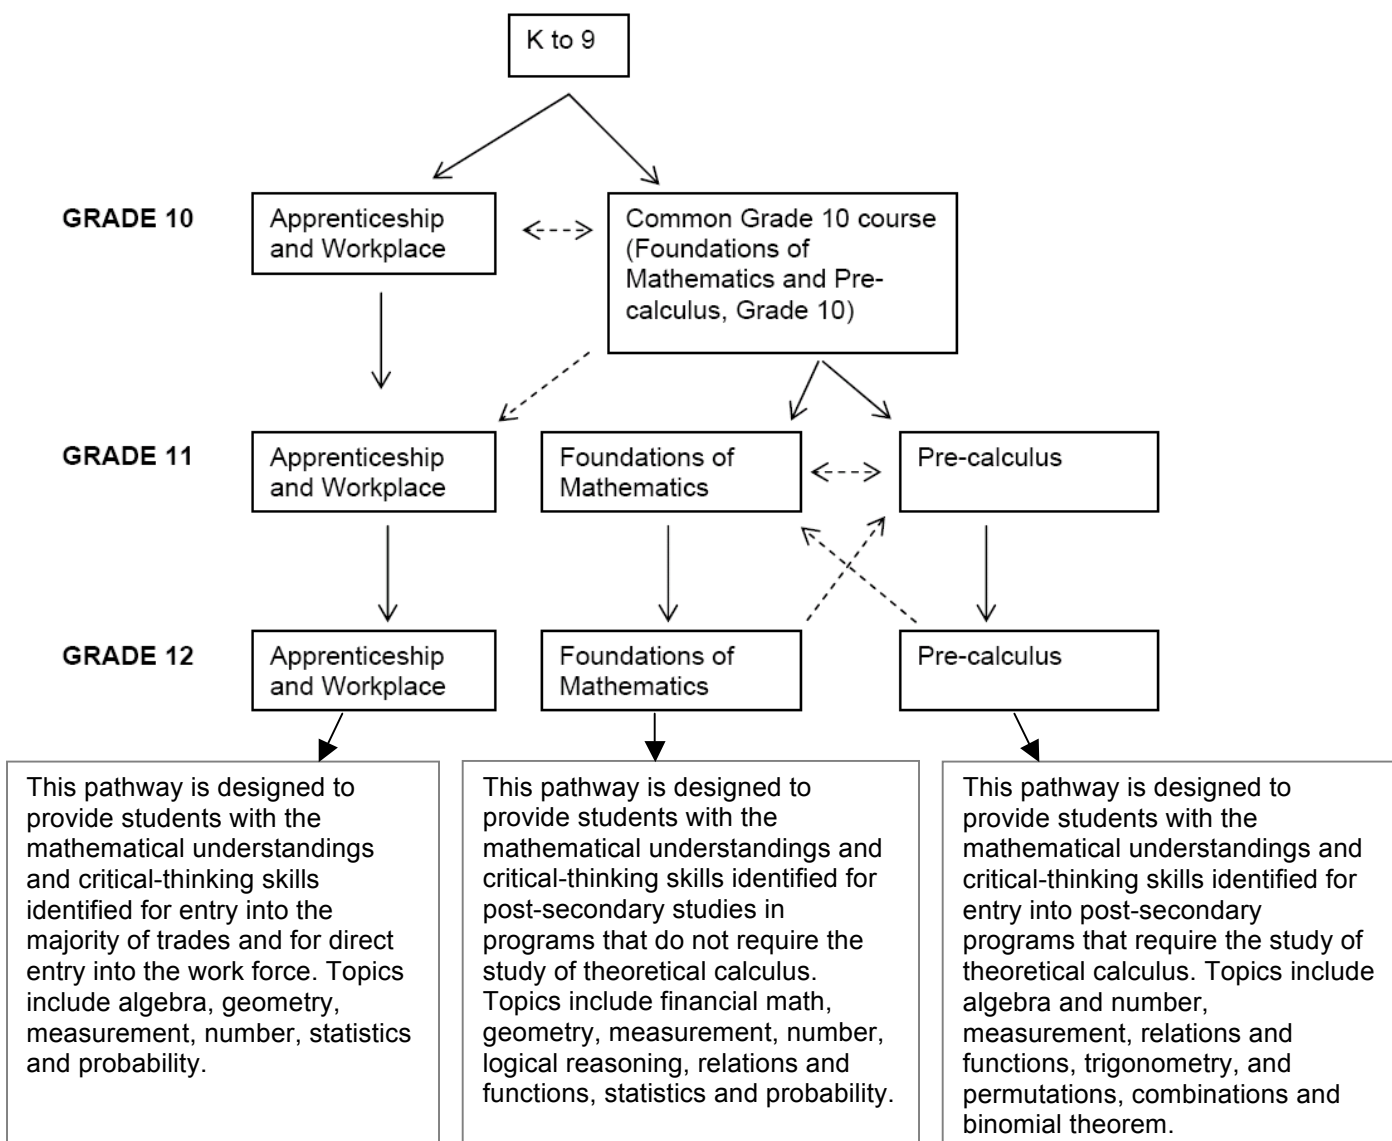 K to 9
GRADE 10
Apprenticeship
and Workplace
Common Grade 10 course
(Foundations of
Mathematics and Pre-
calculus, Grade 10)
GRADE 11
Apprenticeship
and Workplace
Foundations of
Mathematics
Pre-calculus
GRADE 12
Apprenticeship
and Workplace
Foundations of
Mathematics
Pre-calculus
This pathway is designed to
provide students with the
mathematical understandings
and critical-thinking skills
identified for entry into the
majority of trades and for direct
entry into the work force. Topics
include algebra, geometry,
measurement, number, statistics
and probability.
This pathway is designed to
provide students with the
mathematical understandings and
critical-thinking skills identified for
post-secondary studies in
programs that do not require the
study of theoretical calculus.
Topics include financial math,
geometry, measurement, number,
logical reasoning, relations and
functions, statistics and probability.
This pathway is designed to
provide students with the
mathematical understandings and
critical-thinking skills identified for
entry into post-secondary
programs that require the study of
theoretical calculus. Topics include
algebra and number,
measurement, relations and
functions, trigonometry, and
permutations, combinations and
binomial theorem.